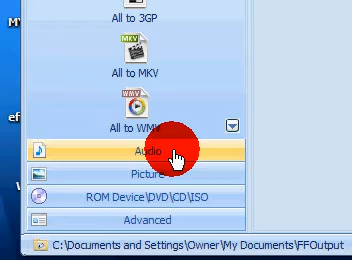 All to 3GP
MKV
All to MKV
WMV
All to WMV
Audio
Picture
ROM Device\DVD\CD\ISO
Advanced
C:\Documents and Settings\Owner\My Documents\FFOutput